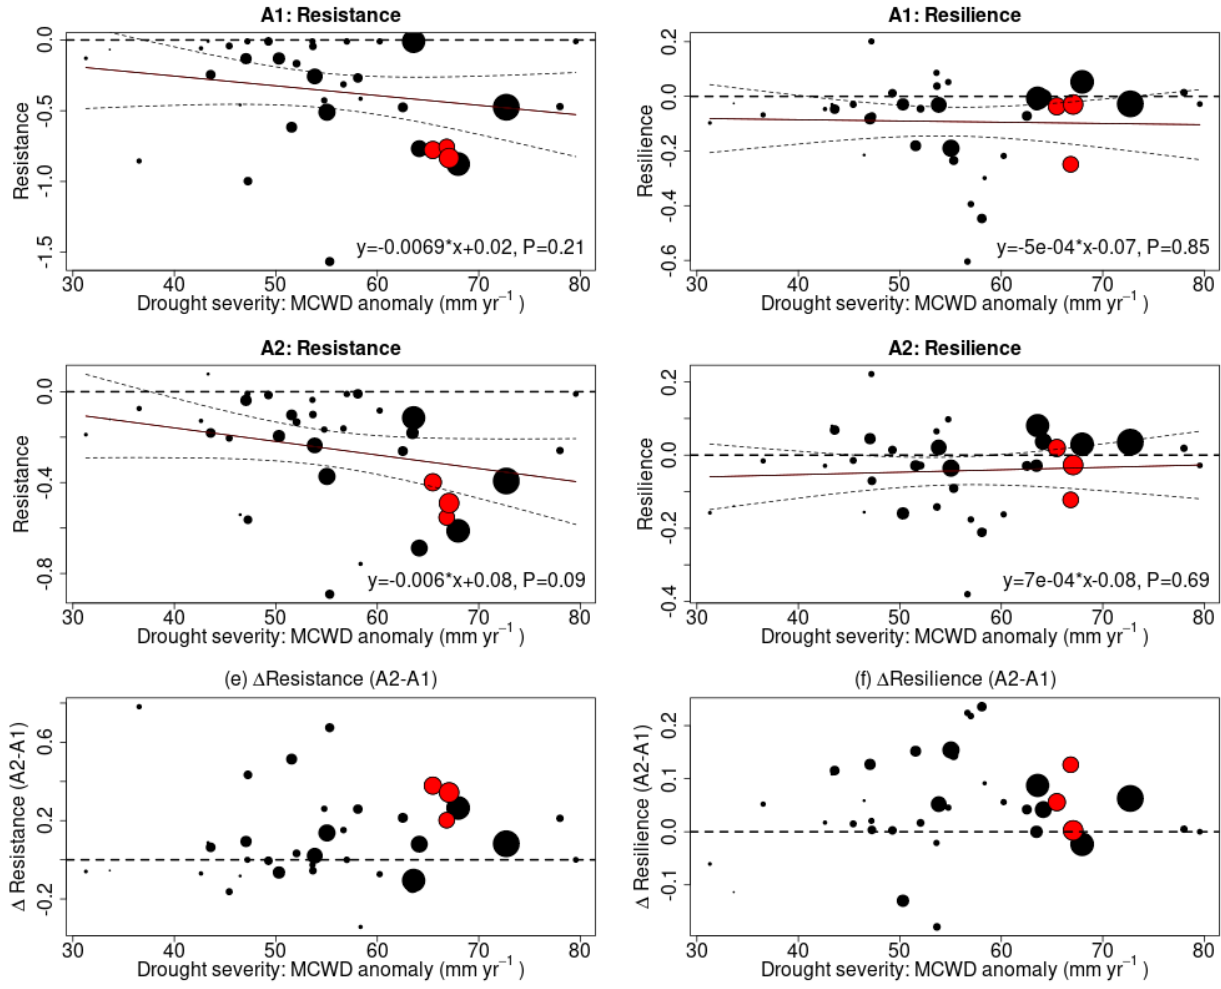 A1: Resistance
0.0
-0.5
-1.0
-1.5
Resistance
y=-0.0069*x+0.02, P=0.21
30 40 50 60 70 80
Drought severity: MCWD anomaly (mm yr−1 )
A1: Resilience
0.2
0.0
-0.2
-0.4
-0.6
Resilience
y=-5e-04*x-0.07, P=0.85
30 40 50 60 70 80
Drought severity: MCWD anomaly (mm yr−1 )
A2: Resistance
0.0
-0.4
-0.8
Resistance
y=-0.006*x+0.08, P=0.09
30 40 50 60 70 80
Drought severity: MCWD anomaly (mm yr−1 )
A2: Resilience
0.2
0.0
-0.2
-0.4
Resilience
y=7e-04*x-0.08, P=0.69
30 40 50 60 70 80
Drought severity: MCWD anomaly (mm yr−1 )
(e) ΔResistance (A2-A1)
0.6
0.2
-0.2
Δ Resistance (A2-A1)
30 40 50 60 70 80
Drought severity: MCWD anomaly (mm yr−1 )
(f) ΔResilience (A2-A1)
0.2
0.1
0.0
-0.1
Δ Resilience (A2-A1)
30 40 50 60 70 80
Drought severity: MCWD anomaly (mm yr−1 )